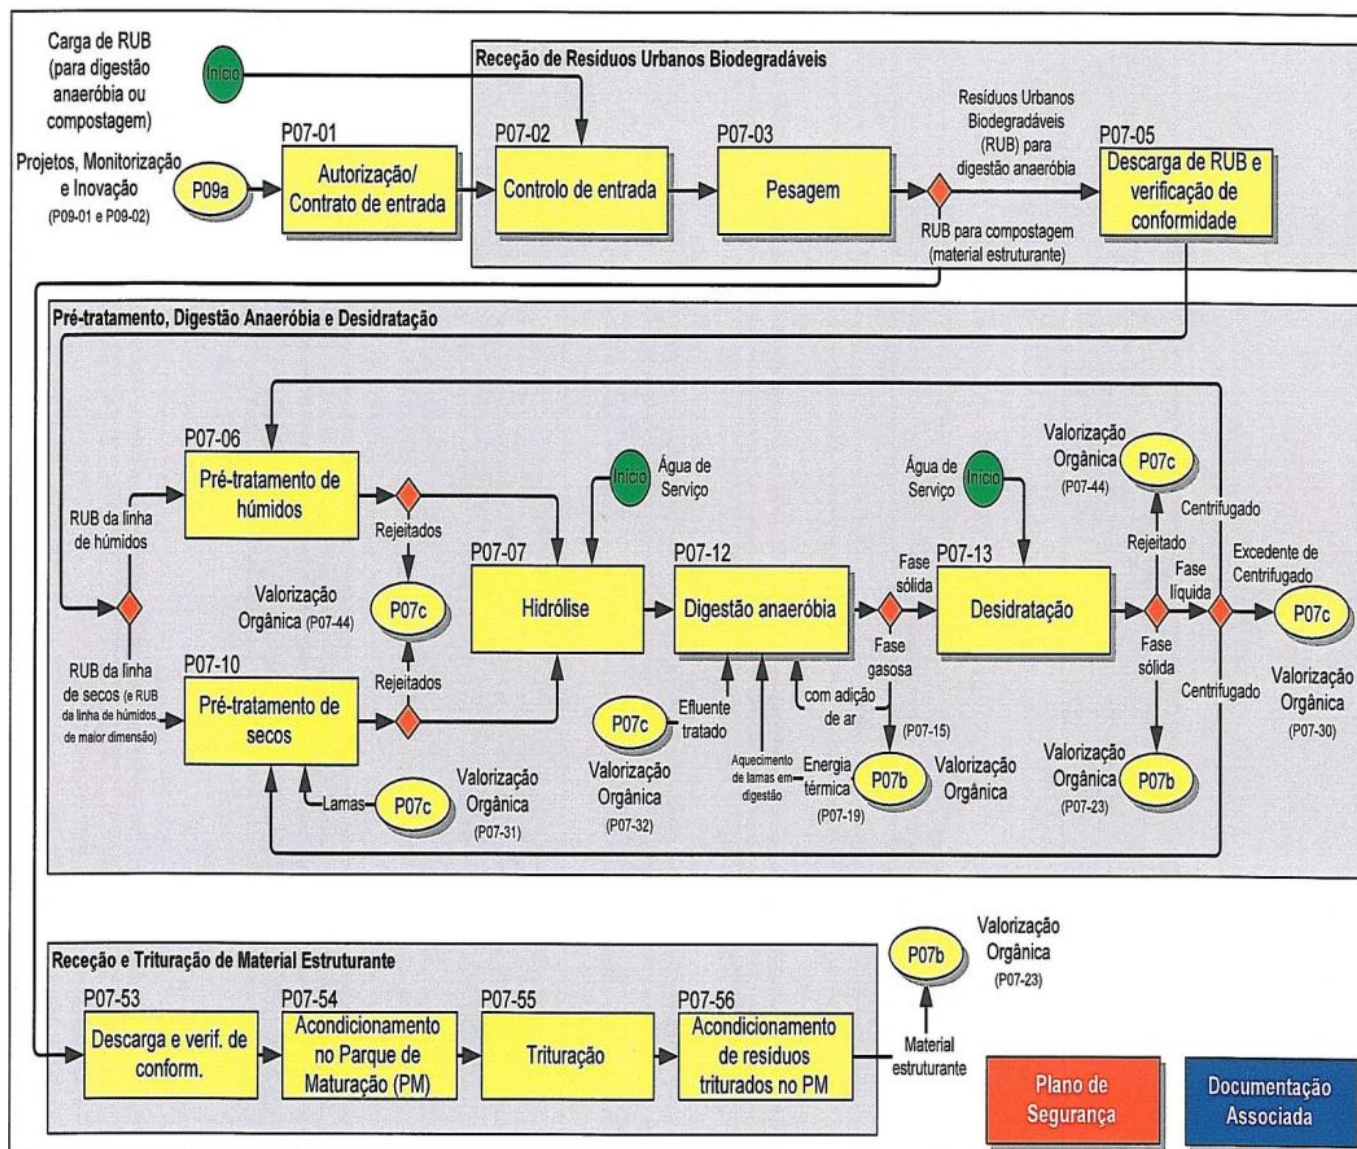 Carga de RUB
(para digestão
anaeróbia ou
compostagem)
Início
Receção de Resíduos Urbanos Biodegradáveis
Projetos, Monitorização
e Inovação
(P09-01 e P09-02)
P09a
P07-01
Autorização/
Contrato de entrada
P07-02
Controlo de entrada
P07-03
Pesagem
Resíduos Urbanos
Biodegradáveis
(RUB) para
digestão anaeróbia
RUB para compostagem
(material estruturante)
P07-05
Descarga de RUB e
verificação de
conformidade
Pré-tratamento, Digestão Anaeróbia e Desidratação
P07-06
Pré-tratamento de
húmidos
RUB da linha
de húmidos
Rejeitados
Início
Água de
Serviço
Água de
Serviço
Início
Valorização
Orgânica
(P07-44)
P07c
Centrifugado
Rejeitado
Fase
líquida
Excedente de
Centrifugado
P07c
Valorização
Orgânica
(P07-30)
Valorização
Orgânica (P07-44)
P07c
P07-07
Hidrólise
P07-12
Digestão anaeróbia
Fase
sólida
Fase
gasosa
P07-13
Desidratação
Fase
sólida
Centrifugado
RUB da linha
de secos (e RUB
da linha de húmidos
de maior dimensão)
P07-10
Pré-tratamento de
secos
Rejeitados
Lamas
P07c
Valorização
Orgânica
(P07-31)
P07c
Efluente
tratado
Valorização
Orgânica
(P07-32)
com adição
de ar
(P07-15)
Aquecimento
de lamas em
digestão
Energia
térmica
(P07-19)
P07b
Valorização
Orgânica
Valorização
Orgânica
(P07-23)
P07b
Receção e Trituração de Material Estruturante
P07-53
Descarga e verif. de
conform.
P07-54
Acondicionamento
no Parque de
Maturação (PM)
P07-55
Trituração
P07-56
Acondicionamento
de resíduos
triturados no PM
P07b
Valorização
Orgânica
(P07-23)
Material
estruturante
Plano de
Segurança
Documentação
Associada